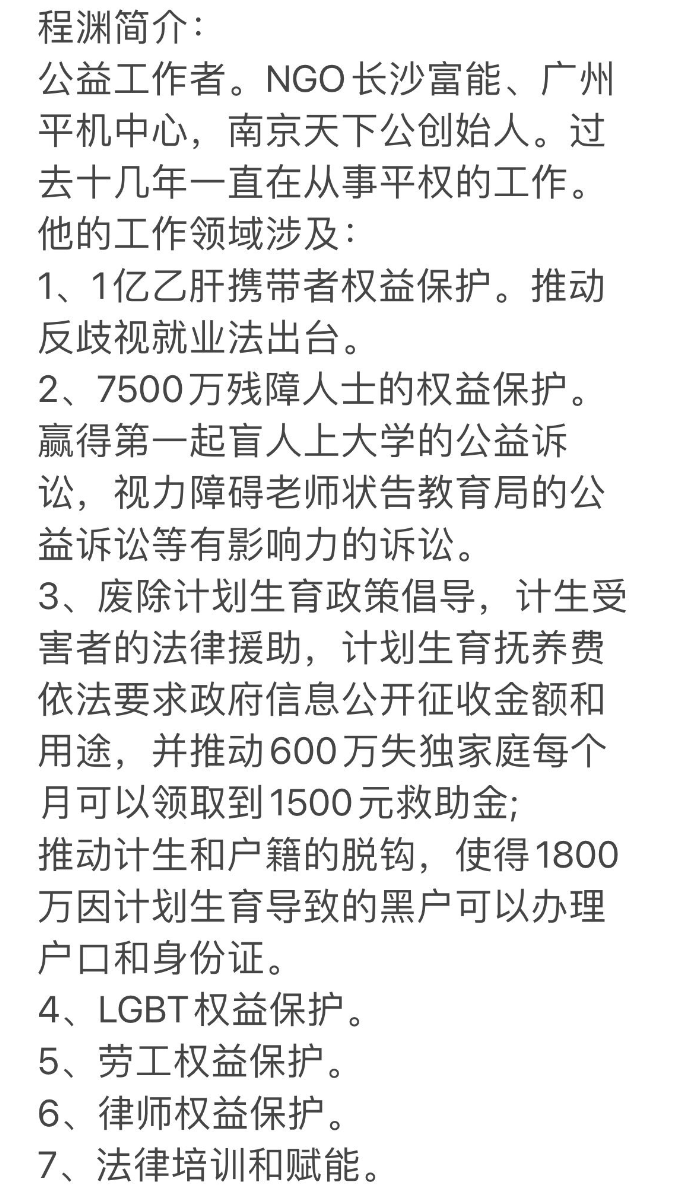 程渊简介：
公益工作者。NGO长沙富能、广州
平机中心，南京天下公创始人。过
去十几年一直在从事平权的工作。
他的工作领域涉及：
1、1亿乙肝携带者权益保护。推动
反歧视就业法出台。
2、7500万残障人士的权益保护。
赢得第一起盲人上大学的公益诉
讼，视力障碍老师状告教育局的公
益诉讼等有影响力的诉讼。
3、废除计划生育政策倡导，计生受
害者的法律援助，计划生育抚养费
依法要求政府信息公开征收金额和
用途，并推动600万失独家庭每个
月可以领取到1500元救助金;
推动计生和户籍的脱钩，使得1800
万因计划生育导致的黑户可以办理
户口和身份证。
4、LGBT权益保护。
5、劳工权益保护。
6、律师权益保护。
7、法律培训和赋能。